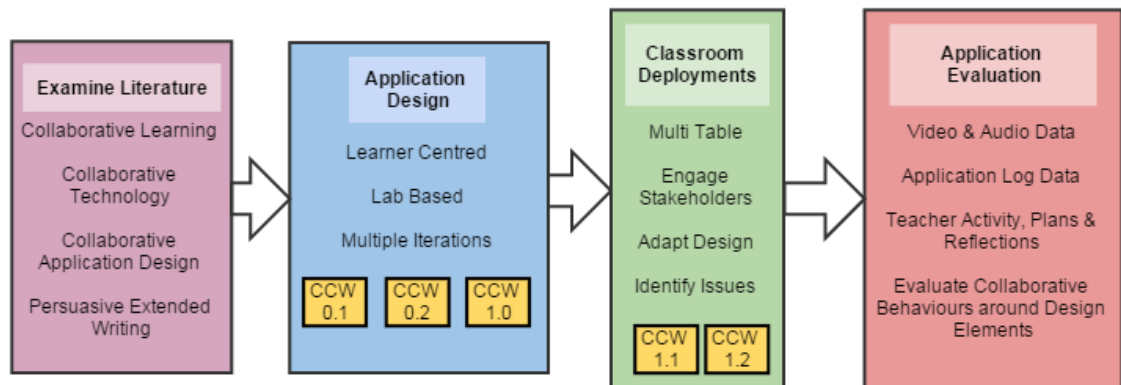 Examine Literature
Collaborative Learning
Collaborative
Technology
Collaborative
Application Design
Persuasive Extended
Writing
Application
Design
Learner Centred
Lab Based
Multiple Iterations
CCW
0.1
CCW
0.2
CCW
1.0
Classroom
Deployments
Multi Table
Engage
Stakeholders
Adapt Design
Identify Issues
CCW
1.1
CCW
1.2
Application
Evaluation
Video & Audio Data
Application Log Data
Teacher Activity, Plans &
Reflections
Evaluate Collaborative
Behaviours around Design
Elements